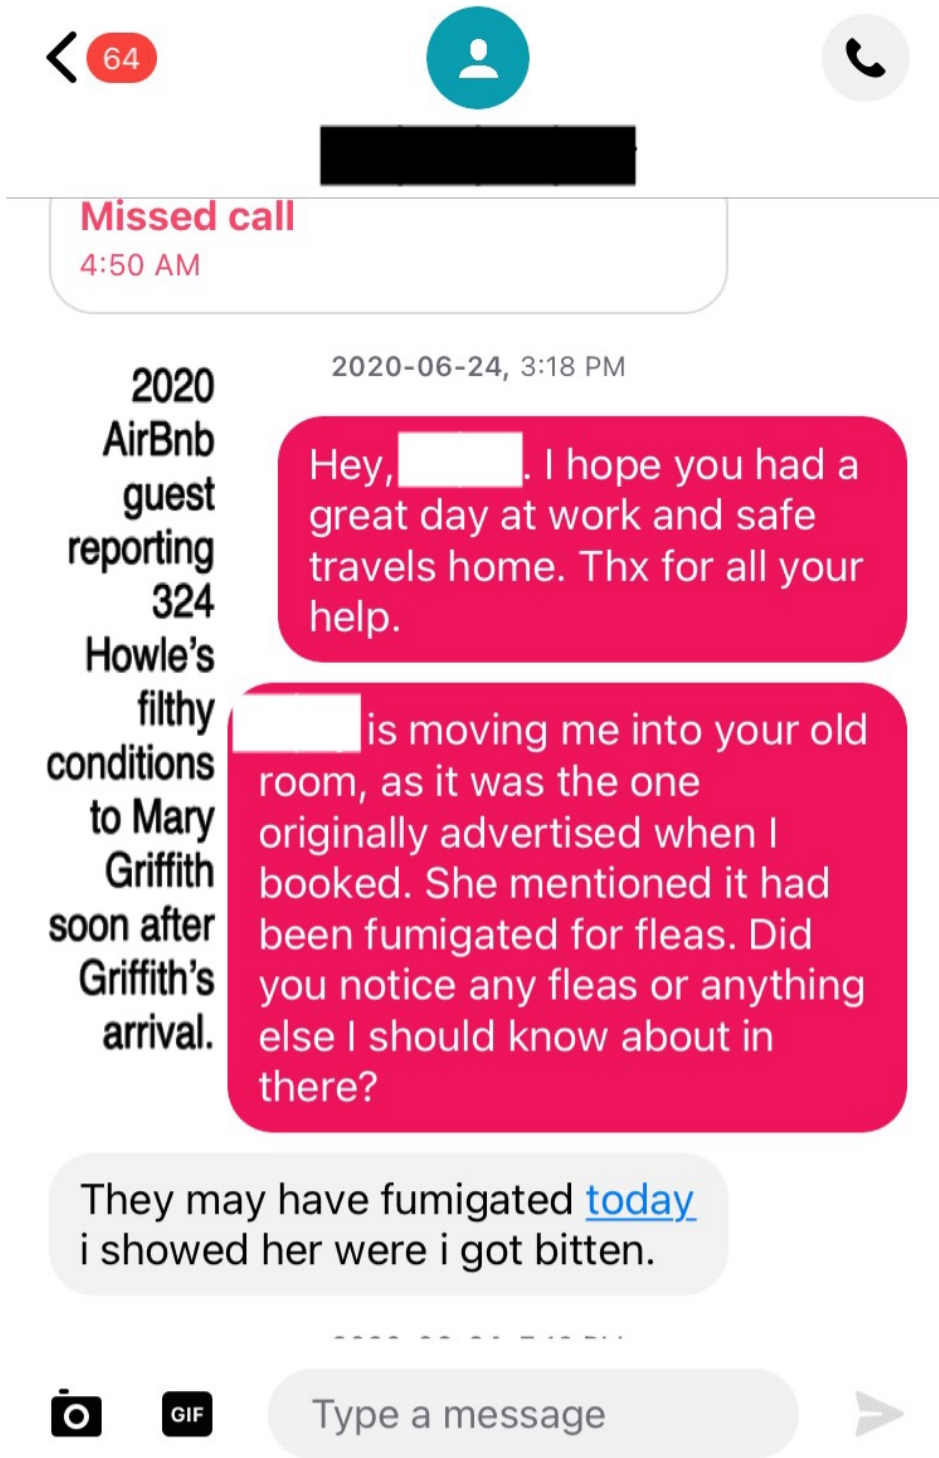 64
Missed call
4:50 AM
2020-06-24, 3:18 PM
2020
AirBnb
guest
reporting
324
Howle's
filthy
conditions
to Mary
Griffith
soon after
Griffith's
arrival.
Hey, . I hope you had a
great day at work and safe
travels home. Thx for all your
help.
is moving me into your old
room, as it was the one
originally advertised when I
booked. She mentioned it had
been fumigated for fleas. Did
you notice any fleas or anything
else I should know about in
there?
They may have fumigated today
i showed her were i got bitten.
GIF
Type a message